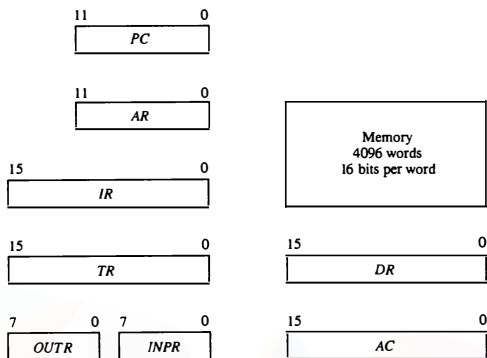 11 0
PC
11 0
AR
Memory
4096 words
16 bits per word
15 0
IR
15 0
TR
15 0
DR
7 0
OUTR
7 0
INPR
15 0
AC